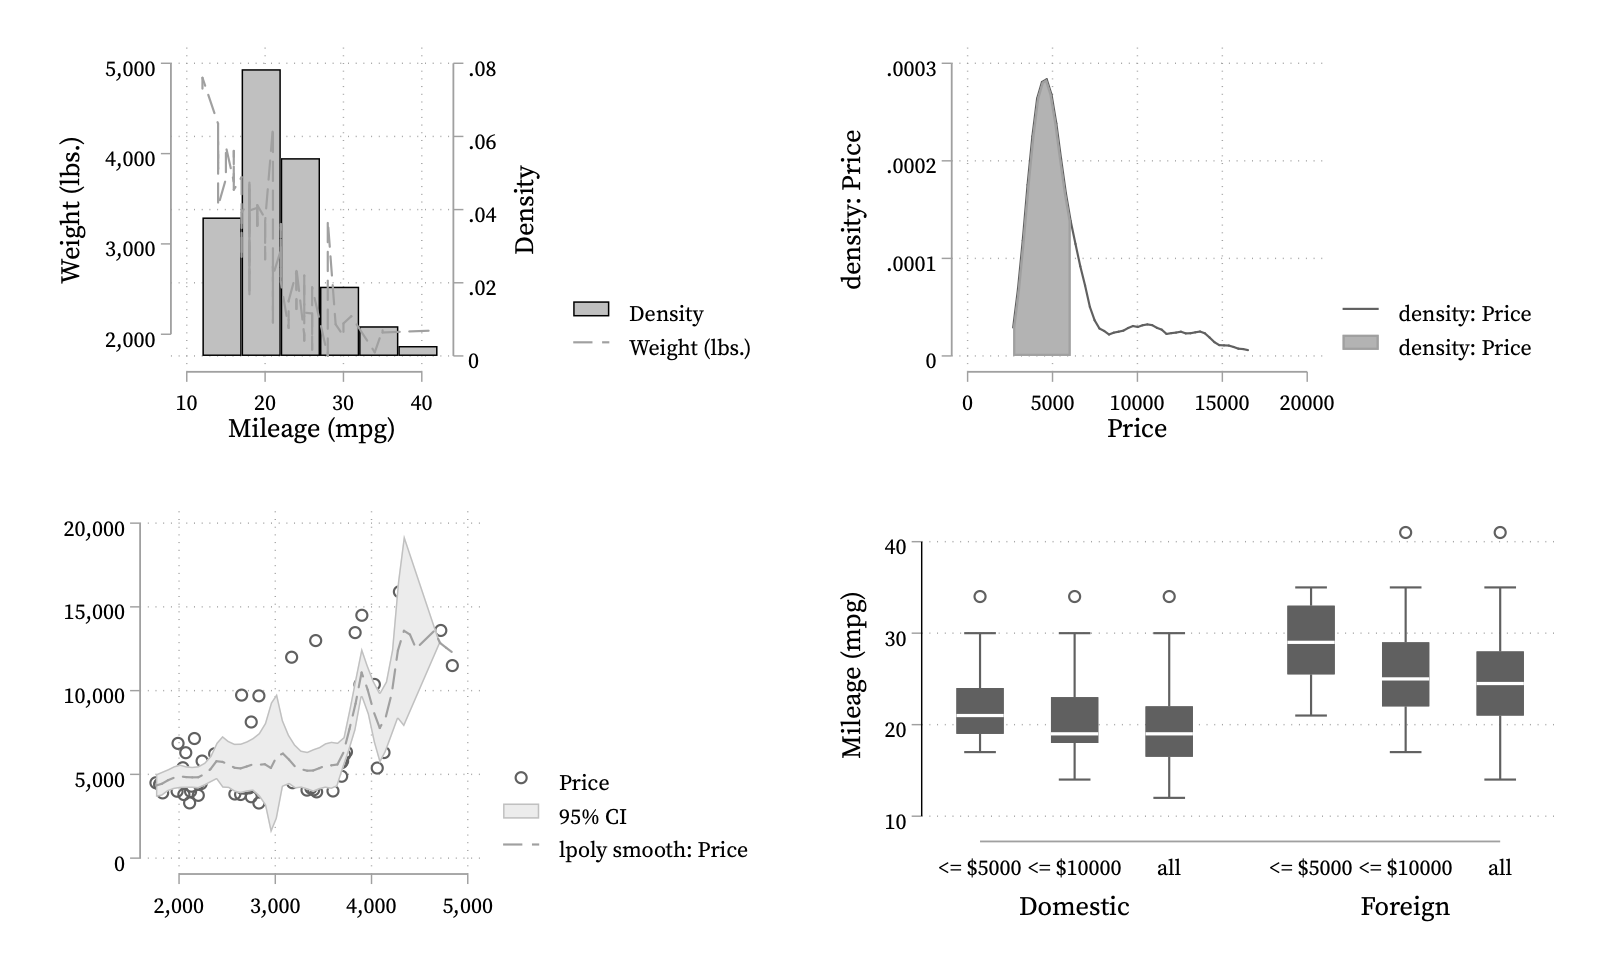 5,000
4,000
3,000
2,000
Weight (lbs.)
.08
.06
.04
.02
0
Density
10 20 30 40
Mileage (mpg)
Density
Weight (lbs.)
.0003
.0002
.0001
0
density: Price
0 5000 10000 15000 20000
Price
density: Price
density: Price
20,000
15,000
10,000
5,000
0
2,000 3,000 4,000 5,000
Price
95% CI
lpoly smooth: Price
40
30
20
10
Mileage (mpg)
<= $5000 <= $10000 all <= $5000 <= $10000 all
Domestic Foreign